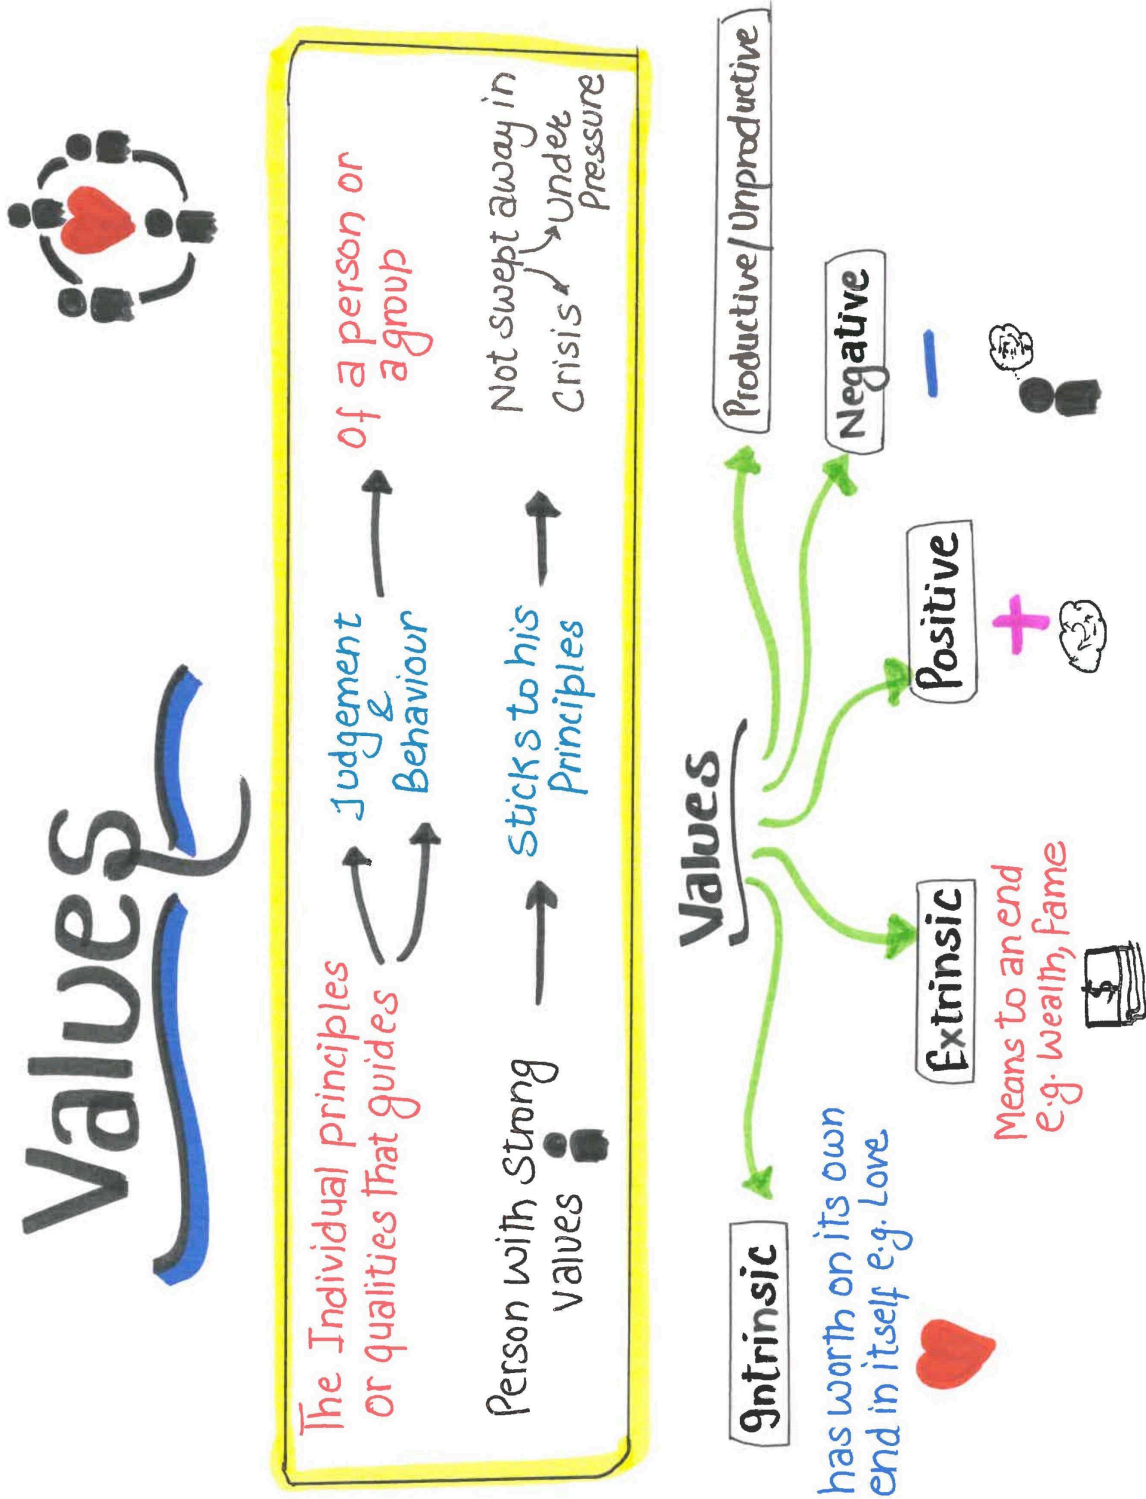 Values
The Individual principles
or qualities that guides
Judgement
&
Behaviour
of a person or
a group
Person with strong
values
sticks to his
Principles
Not swept away in
Crisis
under
Pressure
Values
Intrinsic
has worth on its own
end in itself e.g. Love
Extrinsic
Means to an end
e.g. wealth, fame
$
Positive
+
Negative
–
Productive/Unproductive